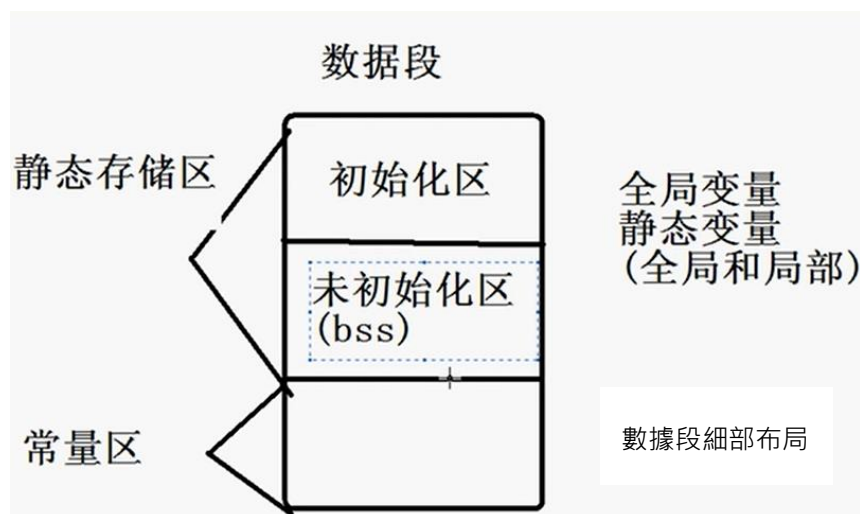 数据段
静态存储区
初始化区
全局变量
静态变量
(全局和局部)
未初始化区
(bss)
常量区
數據段細部布局